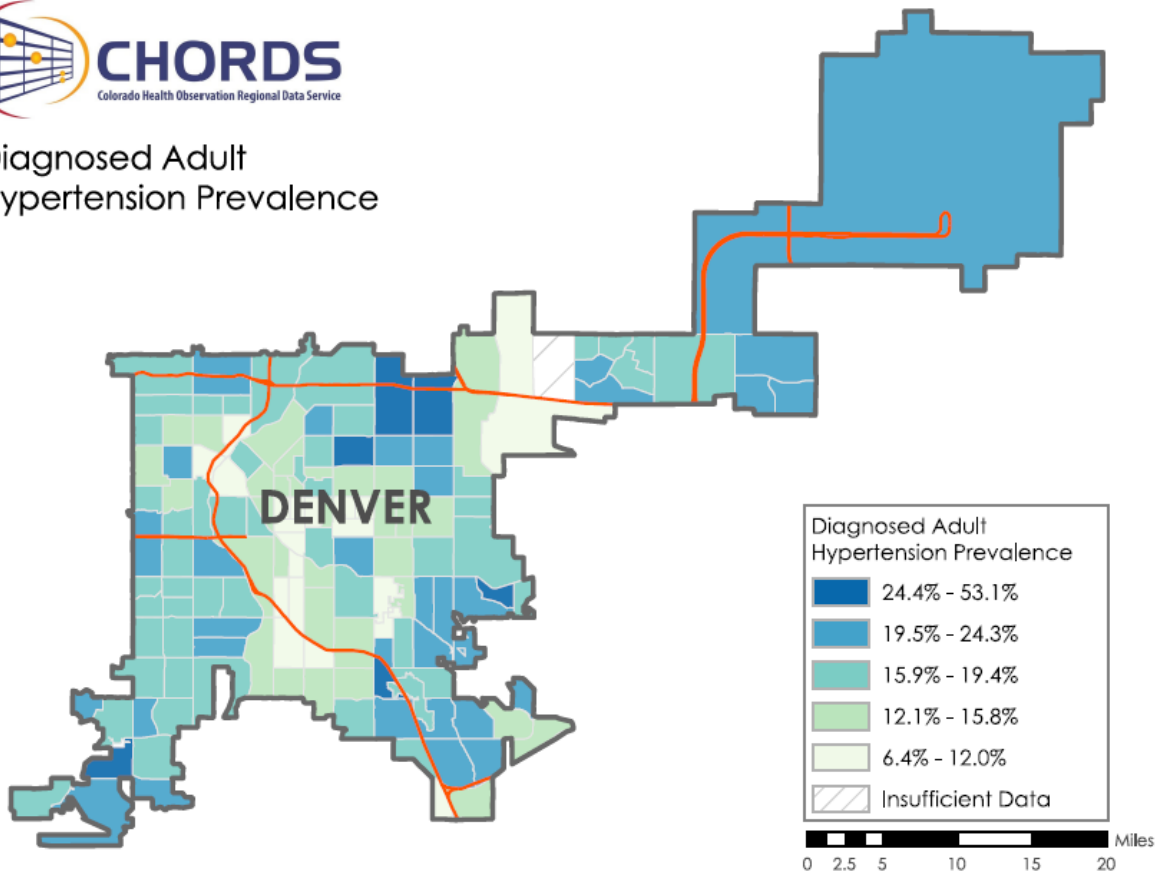 CHORDS
Colorado Health Observation Regional Data Service
iagnosed Adult
ypertension Prevalence
DENVER
Diagnosed Adult
Hypertension Prevalence
24.4% - 53.1%
19.5% - 24.3%
15.9% - 19.4%
12.1% - 15.8%
6.4% - 12.0%
Insufficient Data
Miles
0 2.5 5 10 15 20